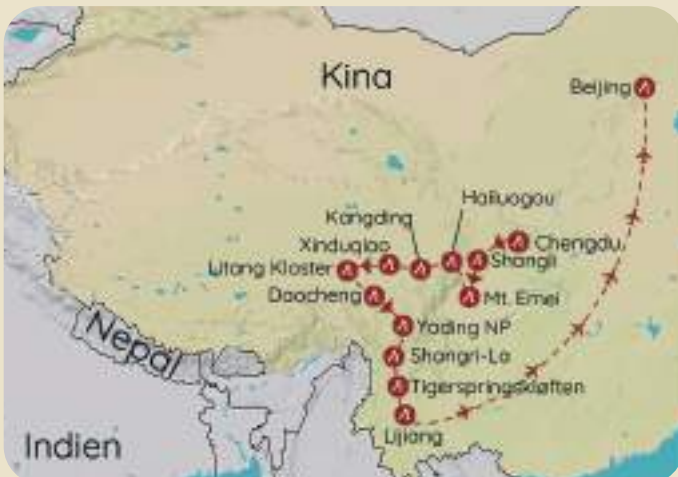 Kina
Beijing
Hailuogou
Kangding
Chengdu
Xinduqiao
Shangli
Litang Kloster
Daocheng
Mt. Emei
Yading NP
Nepal
Shangri-La
Tigerspringskløften
Lijiang
Indien